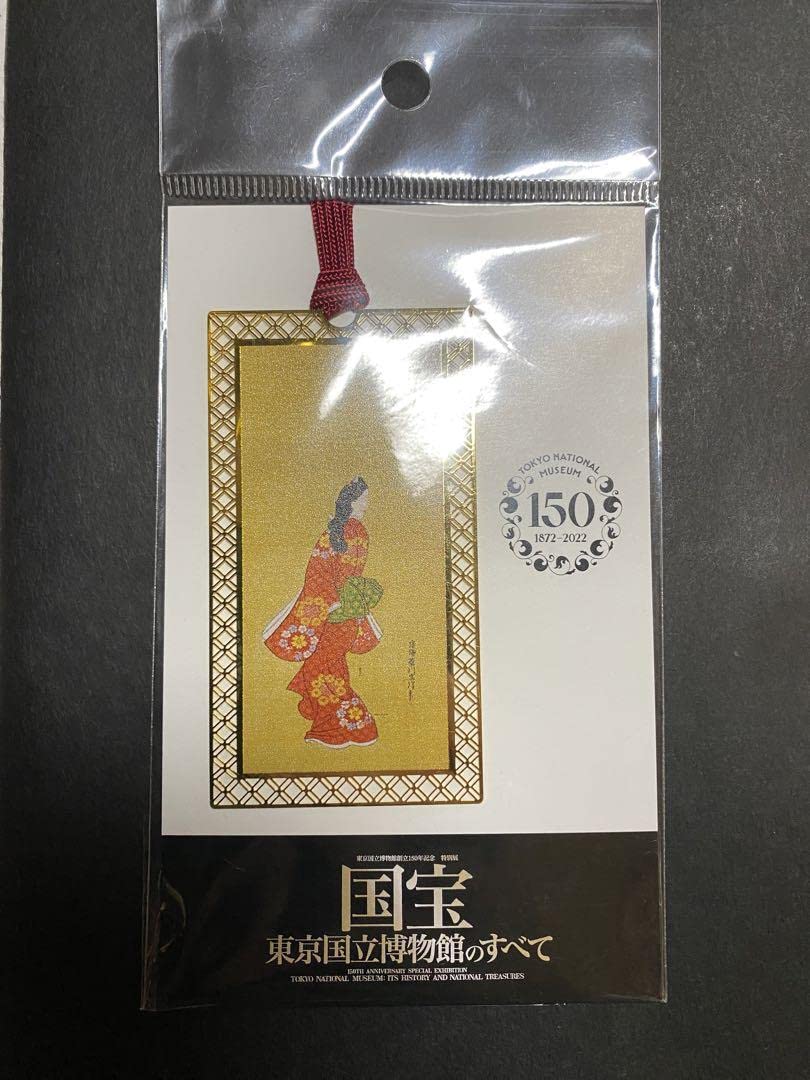 TOKYO NATIONAL
MUSEUM
150
1872–2022
東京国立博物館創立150年記念 特別展
国宝
東京国立博物館のすべて
150TH ANNIVERSARY SPECIAL EXHIBITION
TOKYO NATIONAL MUSEUM: ITS HISTORY AND NATIONAL TREASURES